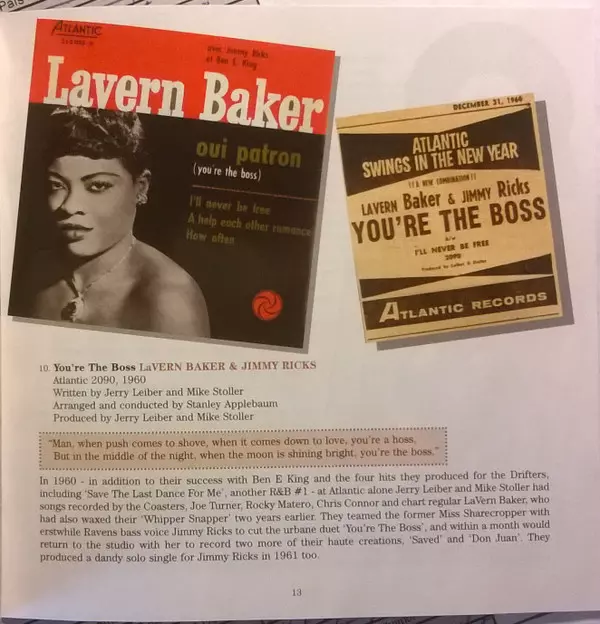 Pals
ATLANTIC
avec Jimmy Ricks
et Ben E. King
Lavern Baker
oui patron
(you're the boss)
I'll never be free
A help each other romance
How often
DECEMBER 31, 1960
ATLANTIC
SWINGS IN THE NEW YEAR
!! A NEW COMBINATION !!
LAVERN Baker & JIMMY Ricks
YOU'RE THE BOSS
b/w
I'LL NEVER BE FREE
2090
Produced by Leiber & Stoller
ATLANTIC RECORDS
10. You're The Boss LaVERN BAKER & JIMMY RICKS
Atlantic 2090, 1960
Written by Jerry Leiber and Mike Stoller
Arranged and conducted by Stanley Applebaum
Produced by Jerry Leiber and Mike Stoller
"Man, when push comes to shove, when it comes down to love, you're a hoss.
But in the middle of the night, when the moon is shining bright, you're the boss."
In 1960 - in addition to their success with Ben E King and the four hits they produced for the Drifters,
including 'Save The Last Dance For Me', another R&B #1 - at Atlantic alone Jerry Leiber and Mike Stoller had
songs recorded by the Coasters, Joe Turner, Rocky Matero, Chris Connor and chart regular LaVern Baker, who
had also waxed their 'Whipper Snapper' two years earlier. They teamed the former Miss Sharecropper with
erstwhile Ravens bass voice Jimmy Ricks to cut the urbane duet 'You're The Boss', and within a month would
return to the studio with her to record two more of their haute creations, 'Saved' and 'Don Juan'. They
produced a dandy solo single for Jimmy Ricks in 1961 too.
13